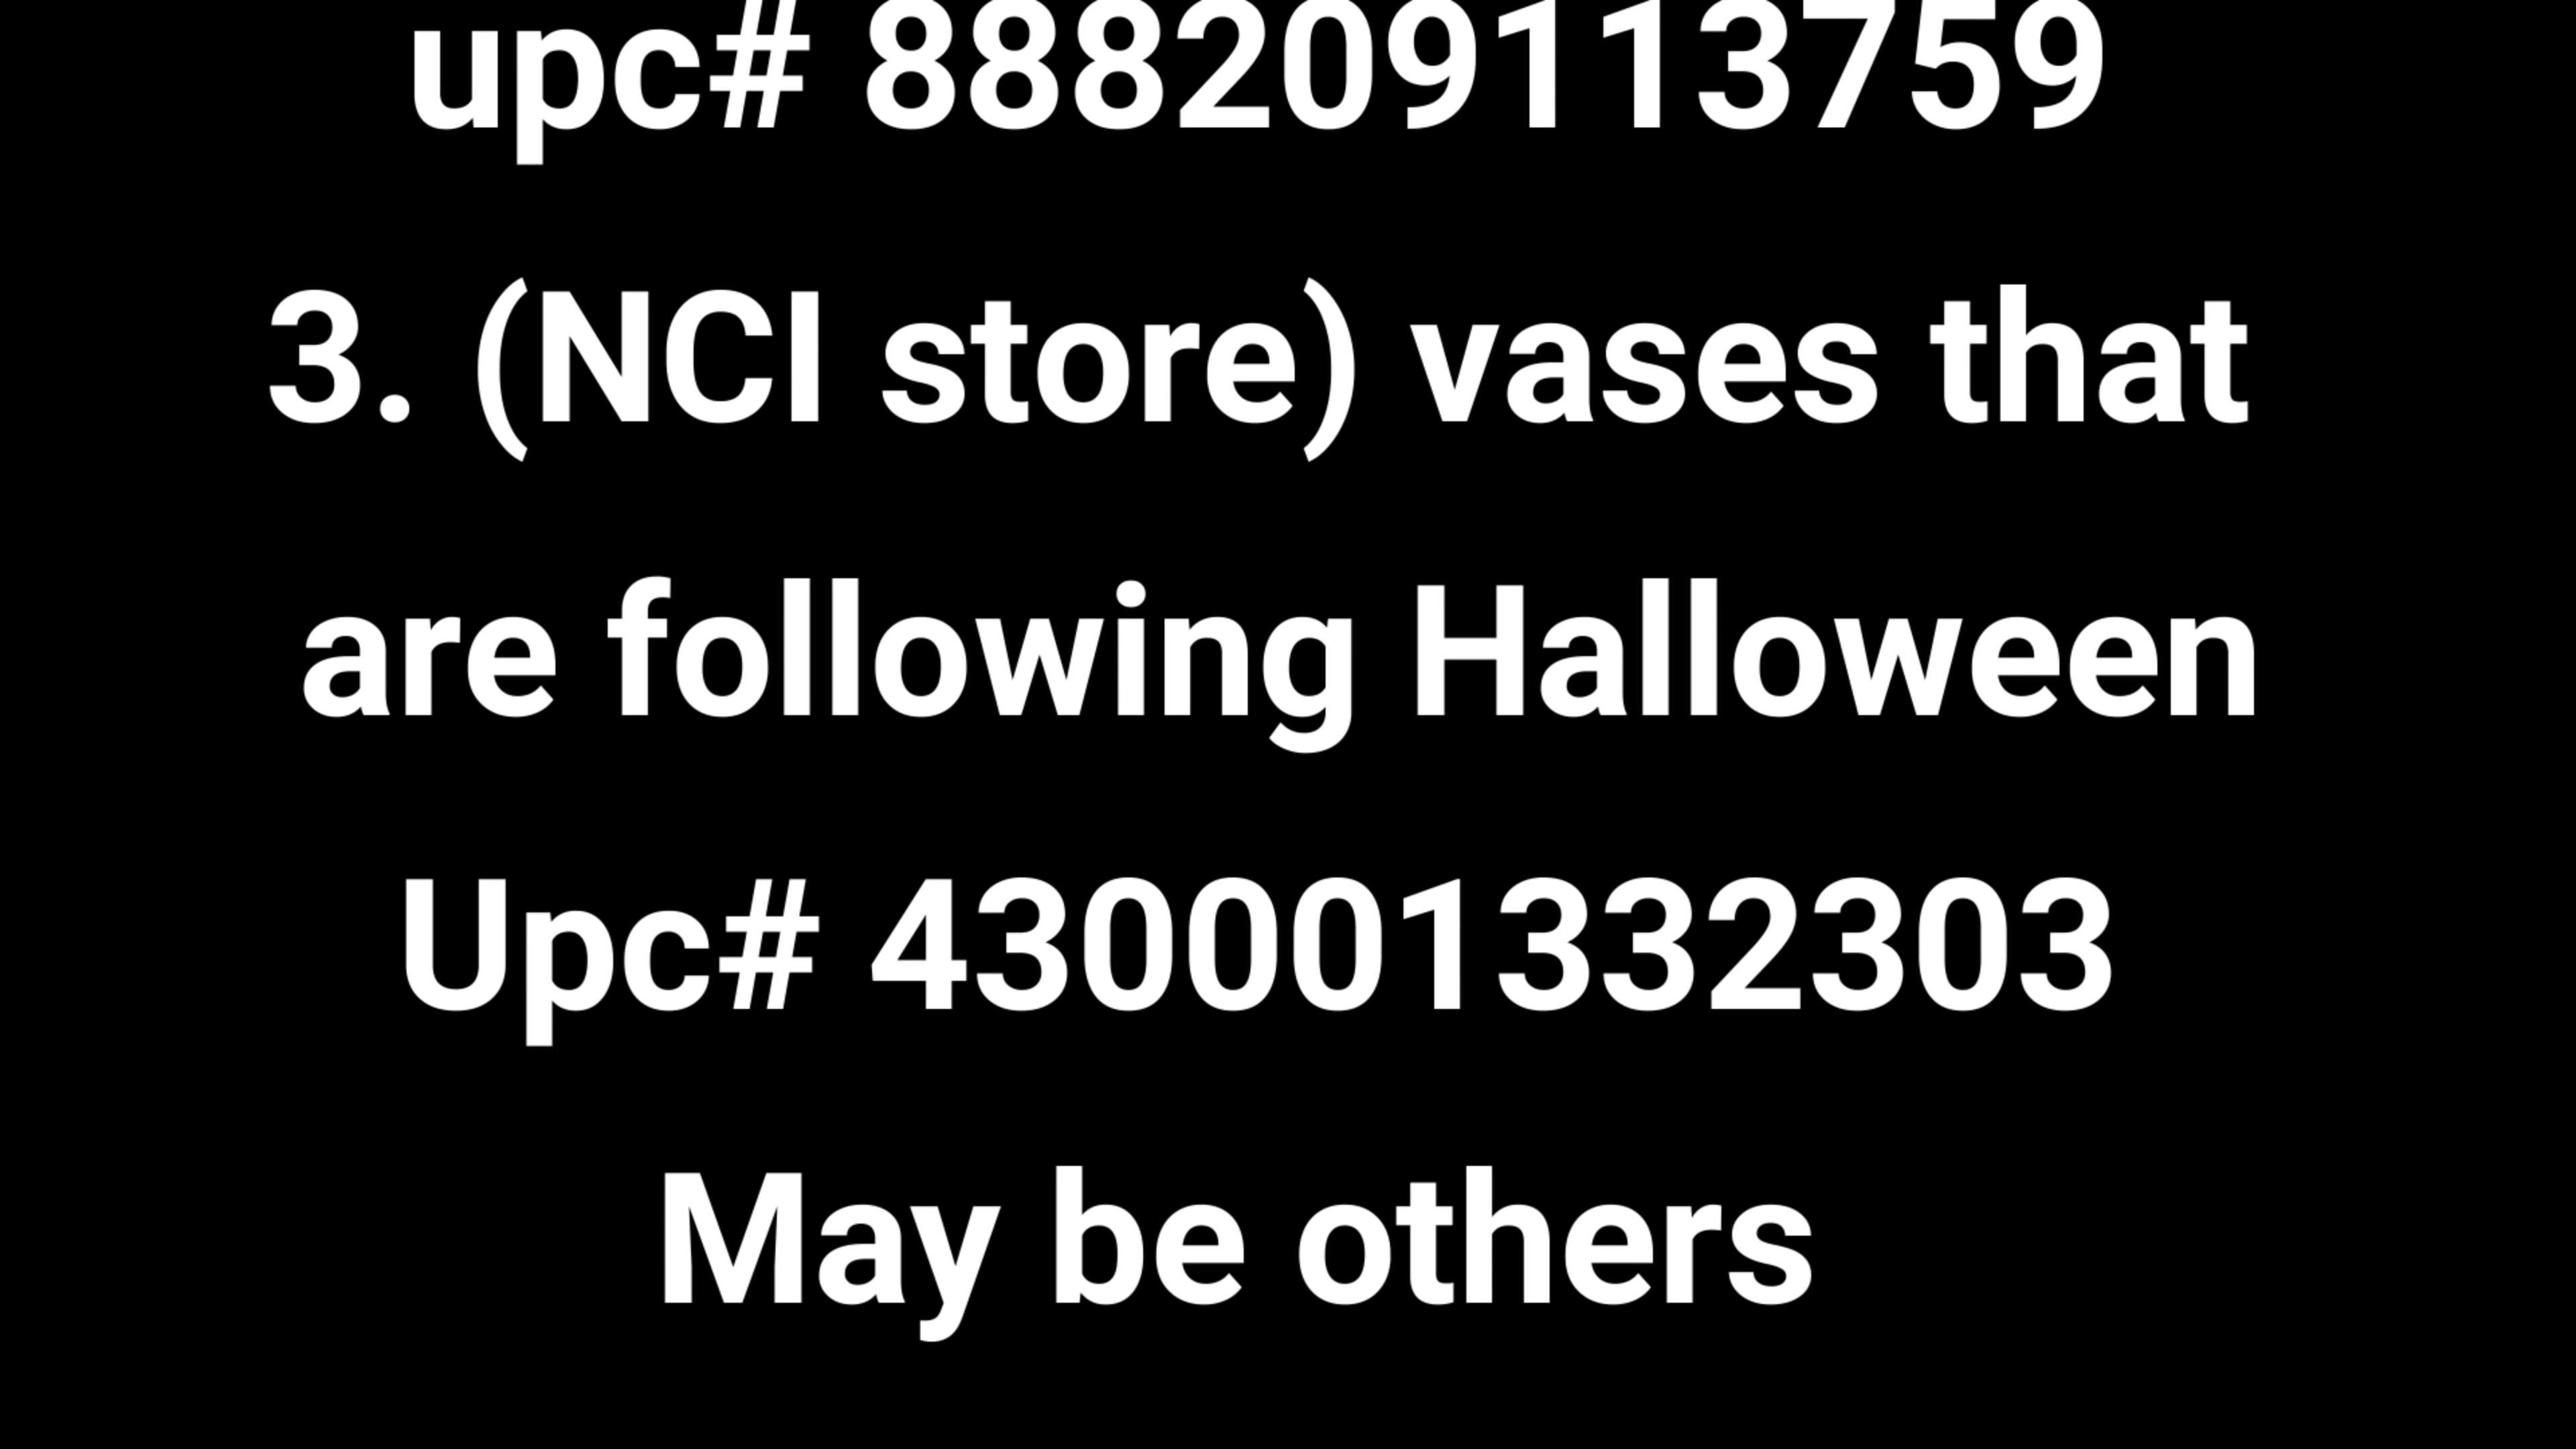 upc# 888209113759
3. (NCI store) vases that
are following Halloween
Upc# 430001332303
May be others